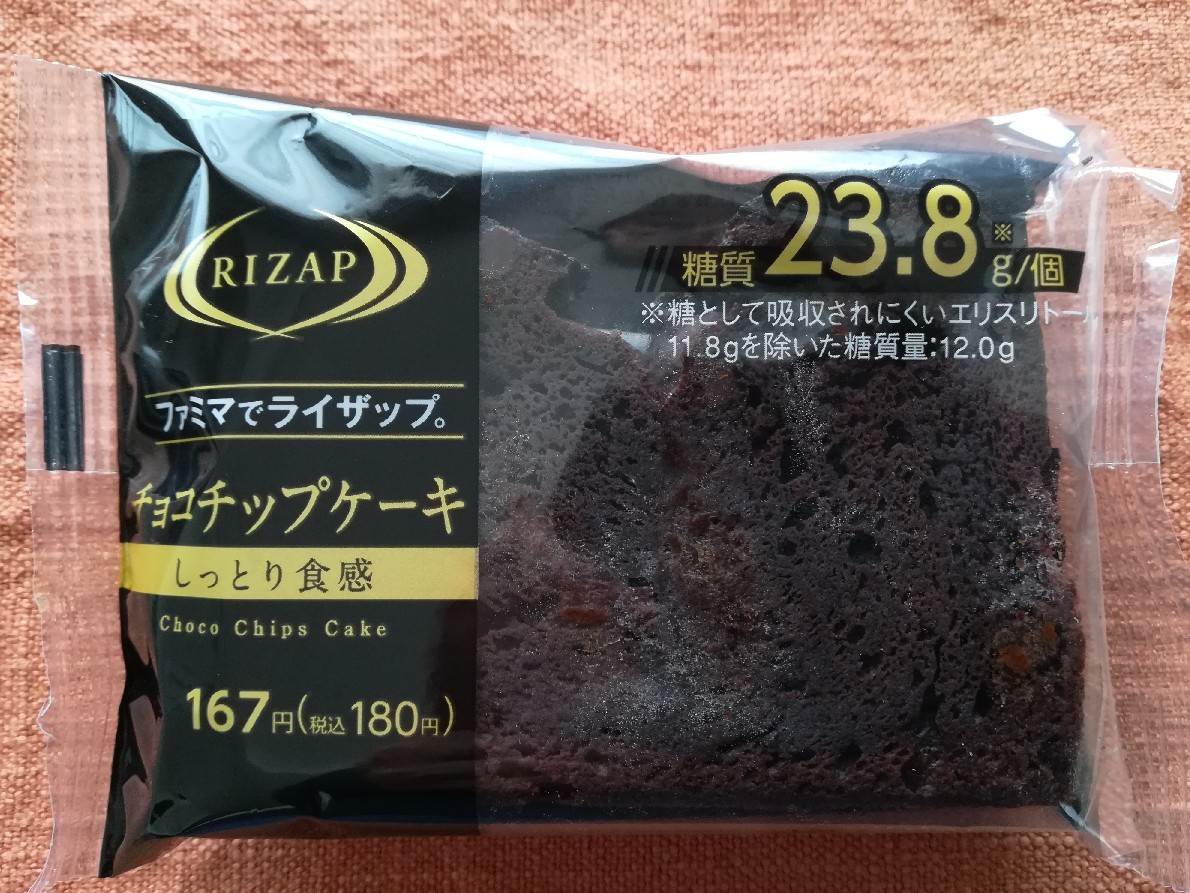 RIZAP
ファミマでライザップ。
チョコチップケーキ
しっとり食感
Choco Chips Cake
167円(税込180円)
糖質23.8※g/個
※糖として吸収されにくいエリスリトール
11.8gを除いた糖質量:12.0g